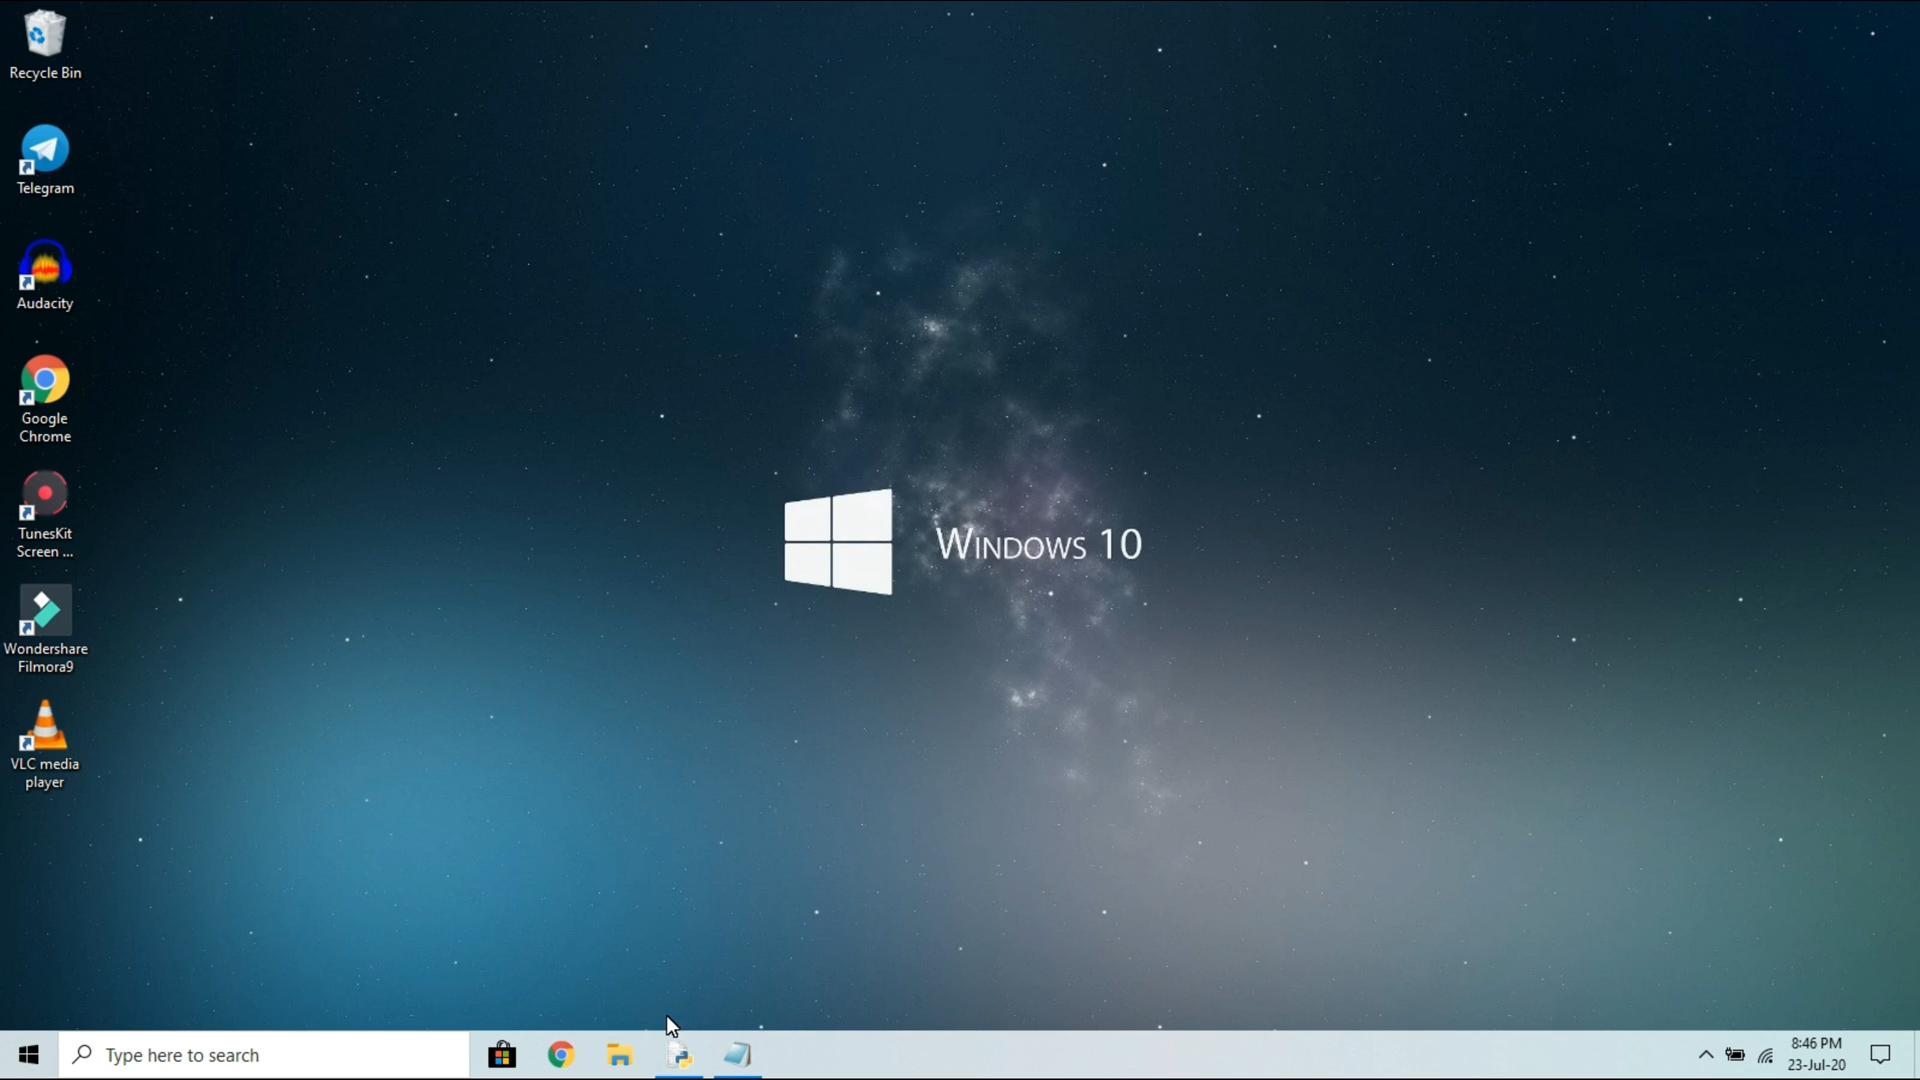 Recycle Bin
Telegram
Audacity
Google
Chrome
TunesKit
Screen ...
Wondershare
Filmora9
VLC media
player
Windows 10
Type here to search
8:46 PM
23-Jul-20